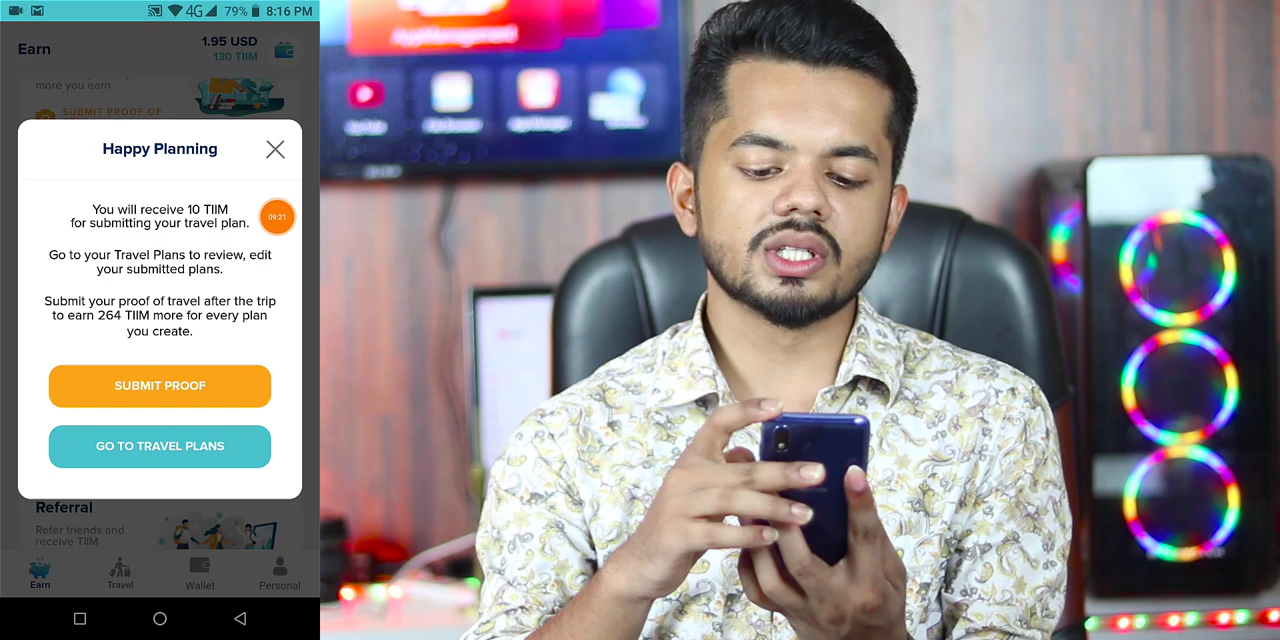 4G 79% 8:16 PM
Earn
1.95 USD
130 TIIM
more you earn
SUBMIT PROOF OF
Happy Planning
You will receive 10 TIIM
for submitting your travel plan.
09:21
Go to your Travel Plans to review, edit
your submitted plans.
Submit your proof of travel after the trip
to earn 264 TIIM more for every plan
you create.
SUBMIT PROOF
GO TO TRAVEL PLANS
Referral
Refer friends and
receive TIIM
Earn
Travel
Wallet
Personal
AppManagement